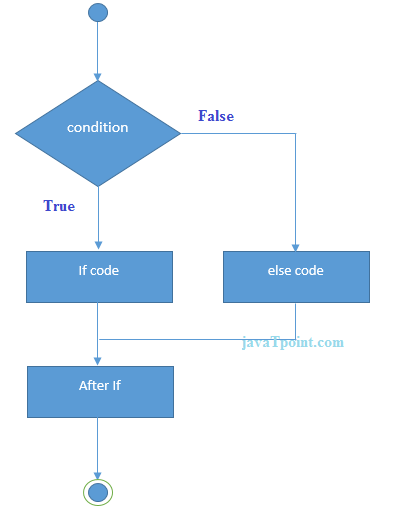 condition
False
True
If code
else code
javaTpoint.com
After If